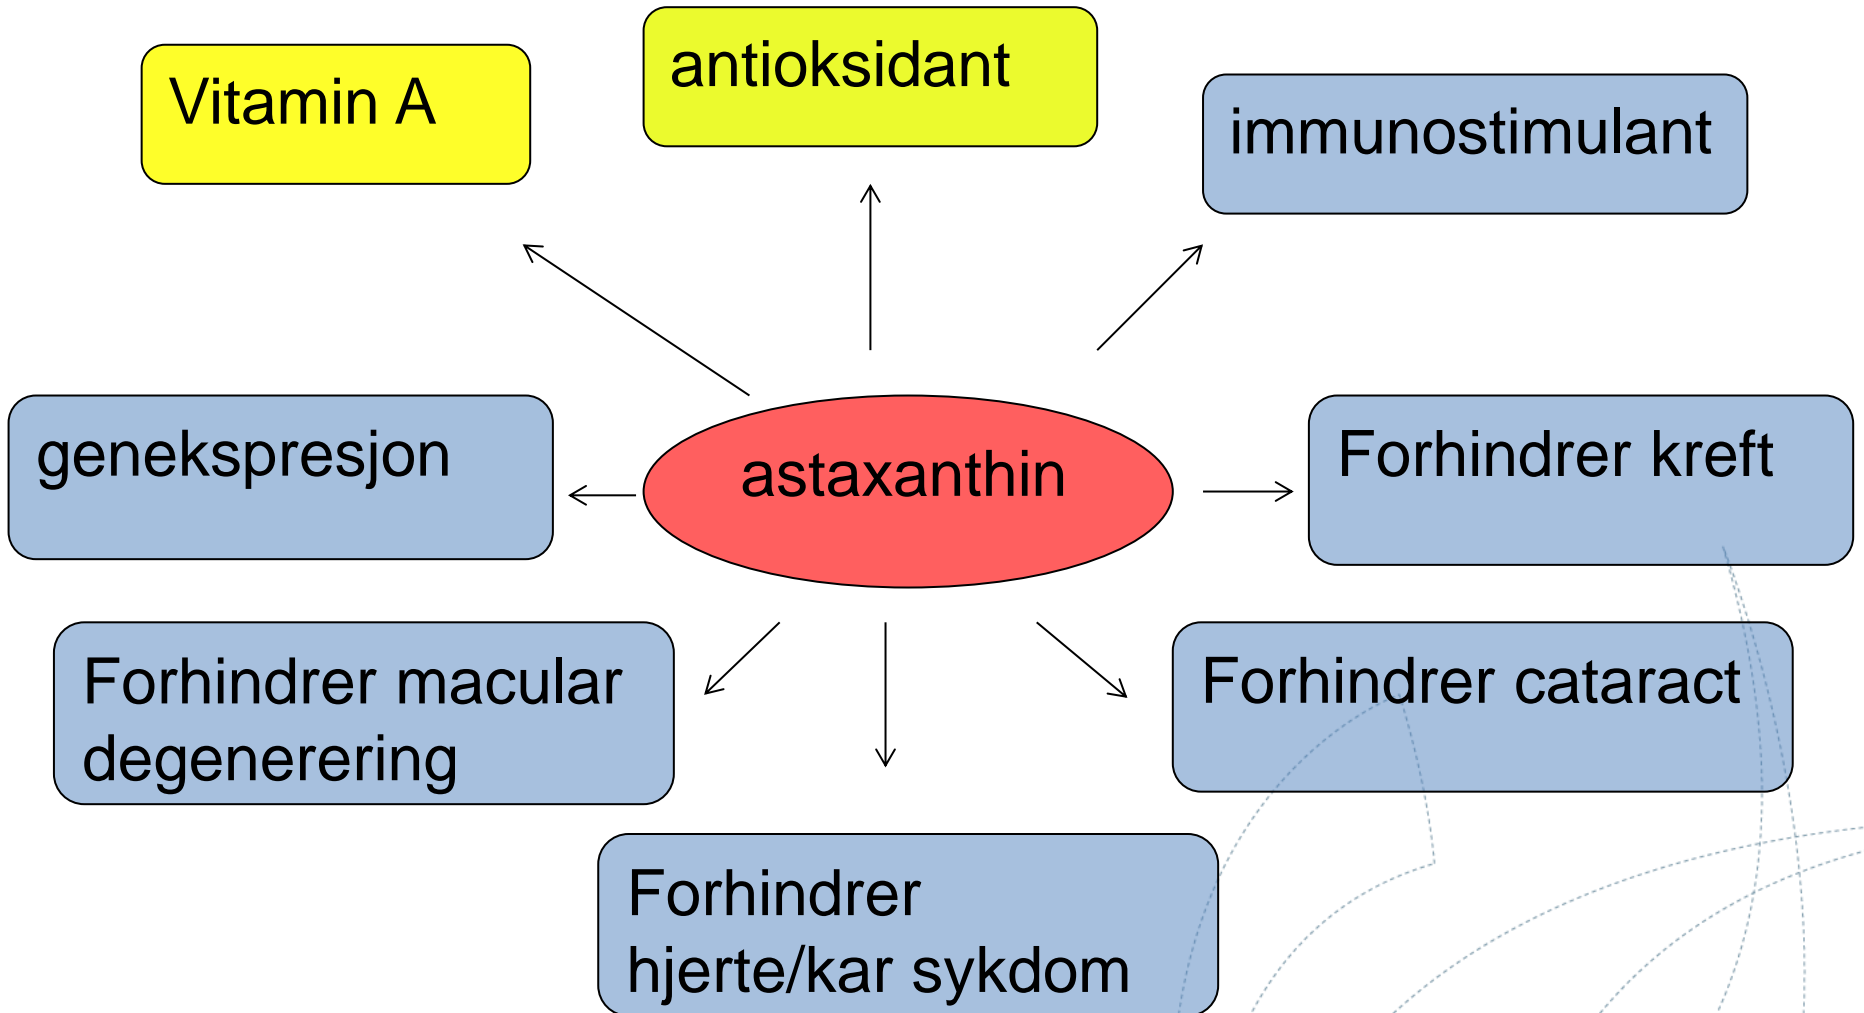 Vitamin A
antioksidant
immunostimulant
genekspresjon
astaxanthin
Forhindrer kreft
Forhindrer macular
degenerering
Forhindrer cataract
Forhindrer
hjerte/kar sykdom